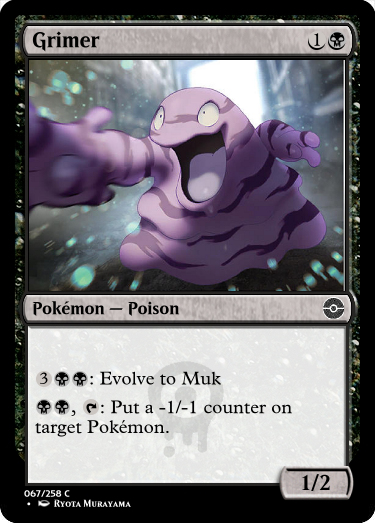 Grimer 1
Pokémon — Poison
3: Evolve to Muk
, : Put a -1/-1 counter on
target Pokémon.
1/2
067/258 C
• Ryota Murayama